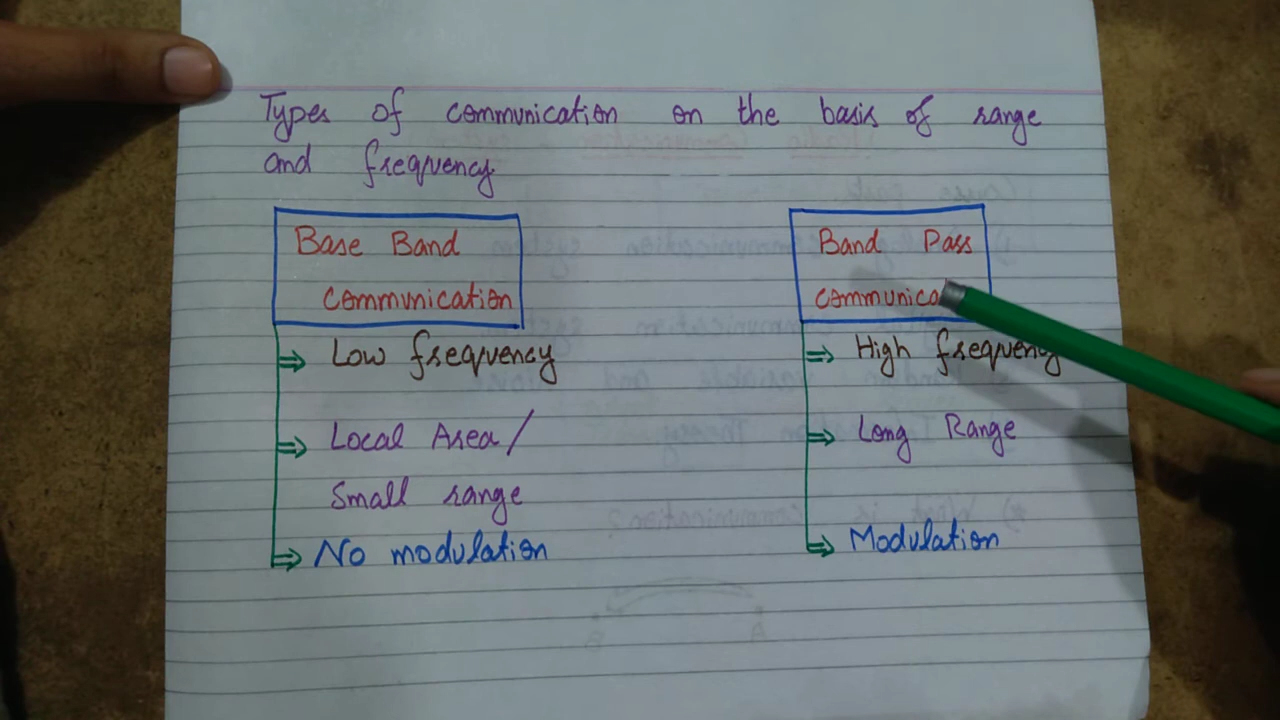 Types of communication on the basis of range
and frequency.
Base Band
communication
⇒ Low frequency
⇒ Local Area/
Small range
⇒ No modulation
Band Pass
communica
⇒ High frequency
⇒ Long Range
⇒ Modulation